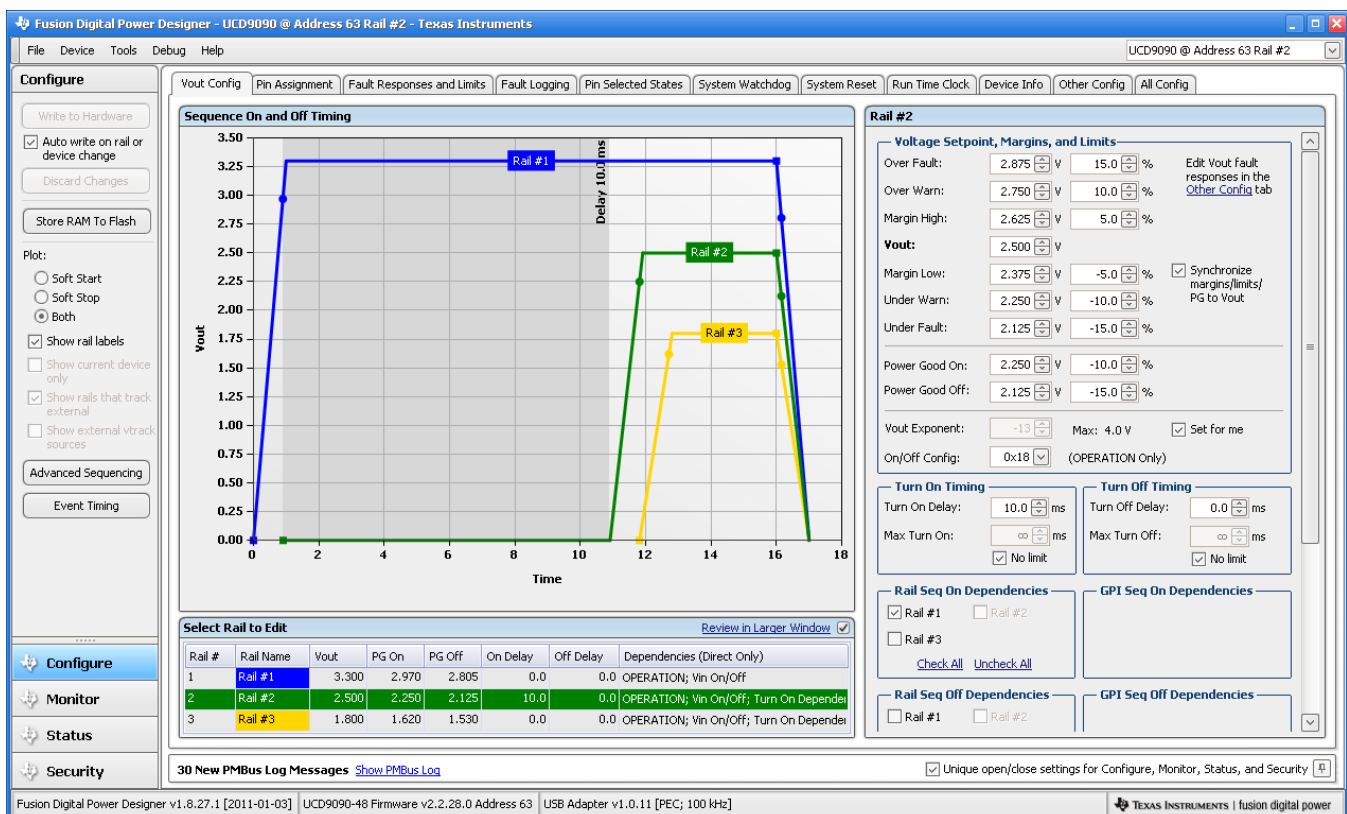 Fusion Digital Power Designer - UCD9090 @ Address 63 Rail #2 - Texas Instruments
File Device Tools Debug Help
UCD9090 @ Address 63 Rail #2
Configure
Write to Hardware
Auto write on rail or
device change
Discard Changes
Store RAM To Flash
Plot:
Soft Start
Soft Stop
Both
Show rail labels
Show current device
only
Show rails that track
external
Show external vtrack
sources
Advanced Sequencing
Event Timing
Configure
Monitor
Status
Security
Vout Config Pin Assignment Fault Responses and Limits Fault Logging Pin Selected States System Watchdog System Reset Run Time Clock Device Info Other Config All Config
Sequence On and Off Timing
3.50
3.25
3.00
2.75
2.50
2.25
2.00
1.75
1.50
1.25
1.00
0.75
0.50
0.25
0.00
Vout
Rail #1
Delay 10.0 ms
Rail #2
Rail #3
0 2 4 6 8 10 12 14 16 18
Time
Select Rail to Edit
Review in Larger Window
Rail # Rail Name Vout PG On PG Off On Delay Off Delay Dependencies (Direct Only)
1 Rail #1 3.300 2.970 2.805 0.0 0.0 OPERATION; Vin On/Off
2 Rail #2 2.500 2.250 2.125 10.0 0.0 OPERATION; Vin On/Off; Turn On Depender
3 Rail #3 1.800 1.620 1.530 0.0 0.0 OPERATION; Vin On/Off; Turn On Depender
Rail #2
Voltage Setpoint, Margins, and Limits
Over Fault: 2.875 V 15.0 %
Over Warn: 2.750 V 10.0 %
Margin High: 2.625 V 5.0 %
Vout: 2.500 V
Margin Low: 2.375 V -5.0 %
Under Warn: 2.250 V -10.0 %
Under Fault: 2.125 V -15.0 %
Edit Vout fault
responses in the
Other Config tab
Synchronize
margins/limits/
PG to Vout
Power Good On: 2.250 V -10.0 %
Power Good Off: 2.125 V -15.0 %
Vout Exponent: -13 Max: 4.0 V Set for me
On/Off Config: 0x18 (OPERATION Only)
Turn On Timing
Turn On Delay: 10.0 ms
Max Turn On: ∞ ms
No limit
Turn Off Timing
Turn Off Delay: 0.0 ms
Max Turn Off: ∞ ms
No limit
Rail Seq On Dependencies
Rail #1 Rail #2
Rail #3
Check All Uncheck All
GPI Seq On Dependencies
Rail Seq Off Dependencies
Rail #1 Rail #2
GPI Seq Off Dependencies
30 New PMBus Log Messages Show PMBus Log
Unique open/close settings for Configure, Monitor, Status, and Security
Fusion Digital Power Designer v1.8.27.1 [2011-01-03] UCD9090-48 Firmware v2.2.28.0 Address 63 USB Adapter v1.0.11 [PEC; 100 kHz]
TEXAS INSTRUMENTS | fusion digital power